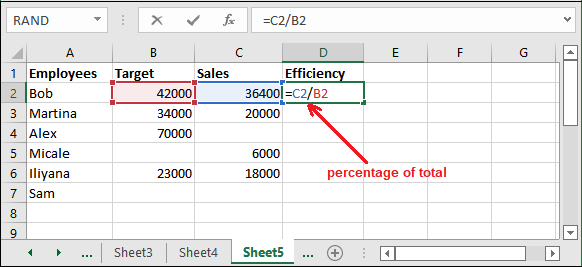 RAND =C2/B2
A B C D E F G
1 Employees Target Sales Efficiency
2 Bob 42000 36400 =C2/B2
3 Martina 34000 20000
4 Alex 70000
5 Micale 6000
6 Iliyana 23000 18000 percentage of total
7 Sam
8
9
... Sheet3 Sheet4 Sheet5 ...